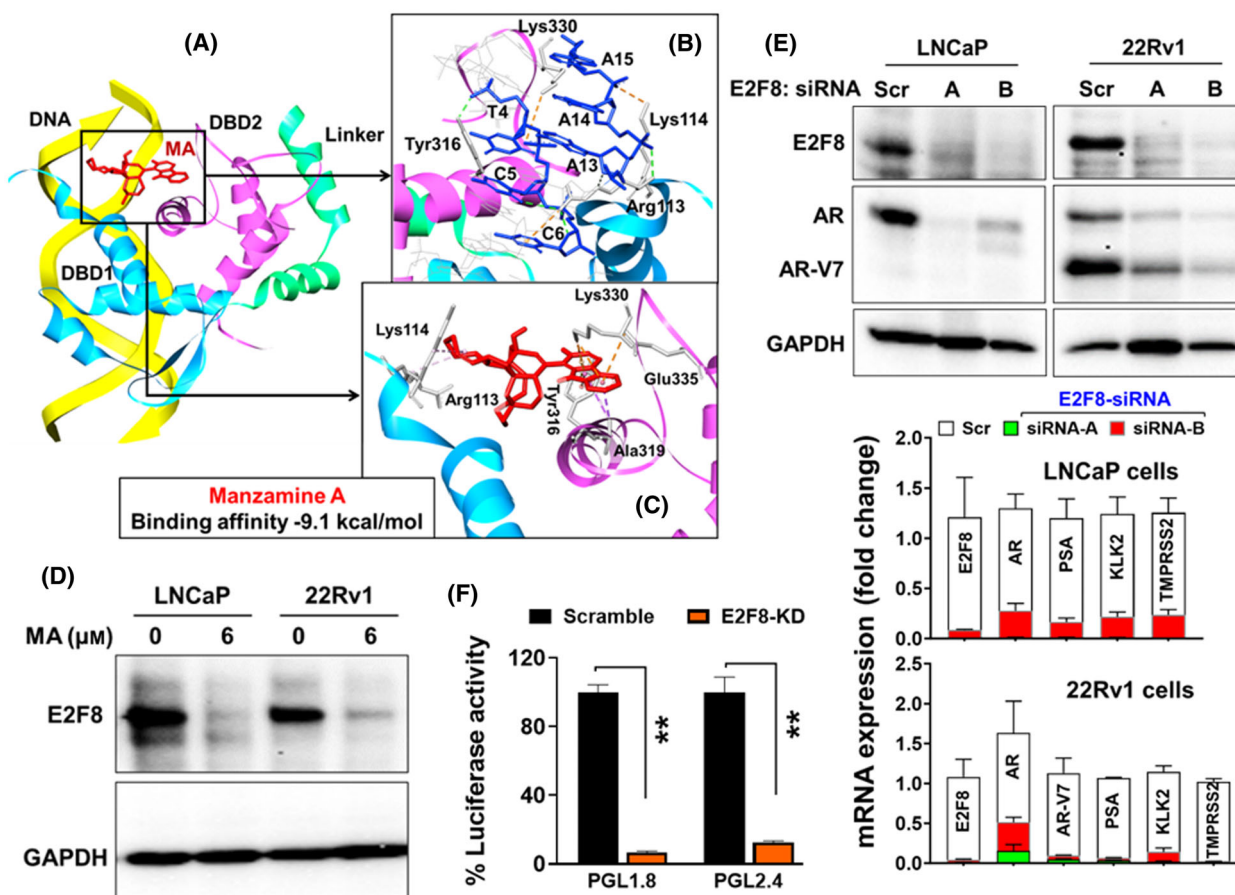 (A)
DNA
DBD2
MA
Linker
DBD1
Manzamine A
Binding affinity -9.1 kcal/mol
(B)
Lys330
A15
T4
A14
Lys114
Tyr316
A13
C5
Arg113
C6
(C)
Lys330
Lys114
Arg113
Tyr316
Glu335
Ala319
(D)
LNCaP 22Rv1
MA (μM) 0 6 0 6
E2F8
GAPDH
(E)
LNCaP 22Rv1
E2F8: siRNA Scr A B Scr A B
E2F8
AR
AR-V7
GAPDH
E2F8-siRNA
Scr siRNA-A siRNA-B
mRNA expression (fold change)
LNCaP cells
2.0
1.5
1.0
0.5
0.0
E2F8 AR PSA KLK2 TMPRSS2
22Rv1 cells
2.0
1.5
1.0
0.5
0.0
E2F8 AR AR-V7 PSA KLK2 TMPRSS2
(F)
Scramble E2F8-KD
% Luciferase activity
120
80
40
0
** **
PGL1.8 PGL2.4